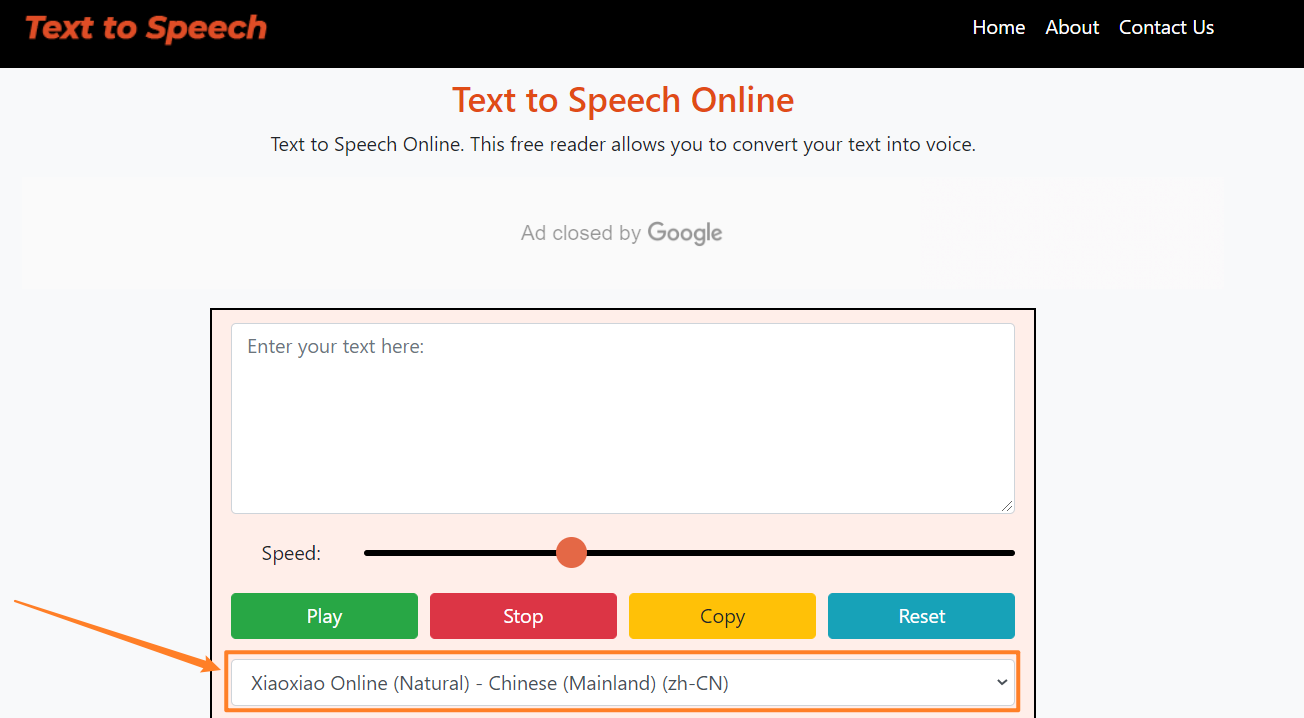 Text to Speech
Home About Contact Us
Text to Speech Online
Text to Speech Online. This free reader allows you to convert your text into voice.
Ad closed by Google
Enter your text here:
Speed:
Play Stop Copy Reset
Xiaoxiao Online (Natural) - Chinese (Mainland) (zh-CN)